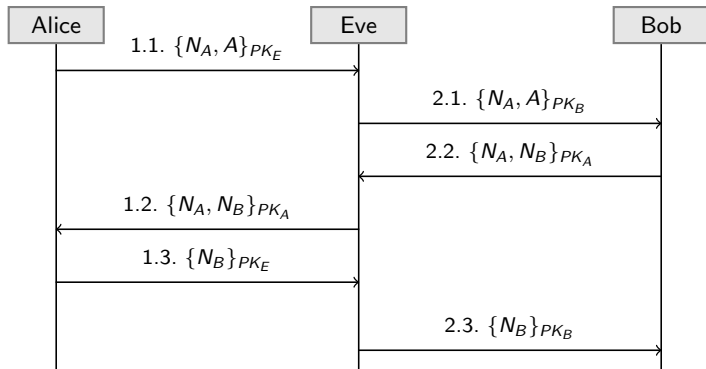 Alice Eve Bob
1.1. {N_A, A}_{PK_E}
2.1. {N_A, A}_{PK_B}
2.2. {N_A, N_B}_{PK_A}
1.2. {N_A, N_B}_{PK_A}
1.3. {N_B}_{PK_E}
2.3. {N_B}_{PK_B}